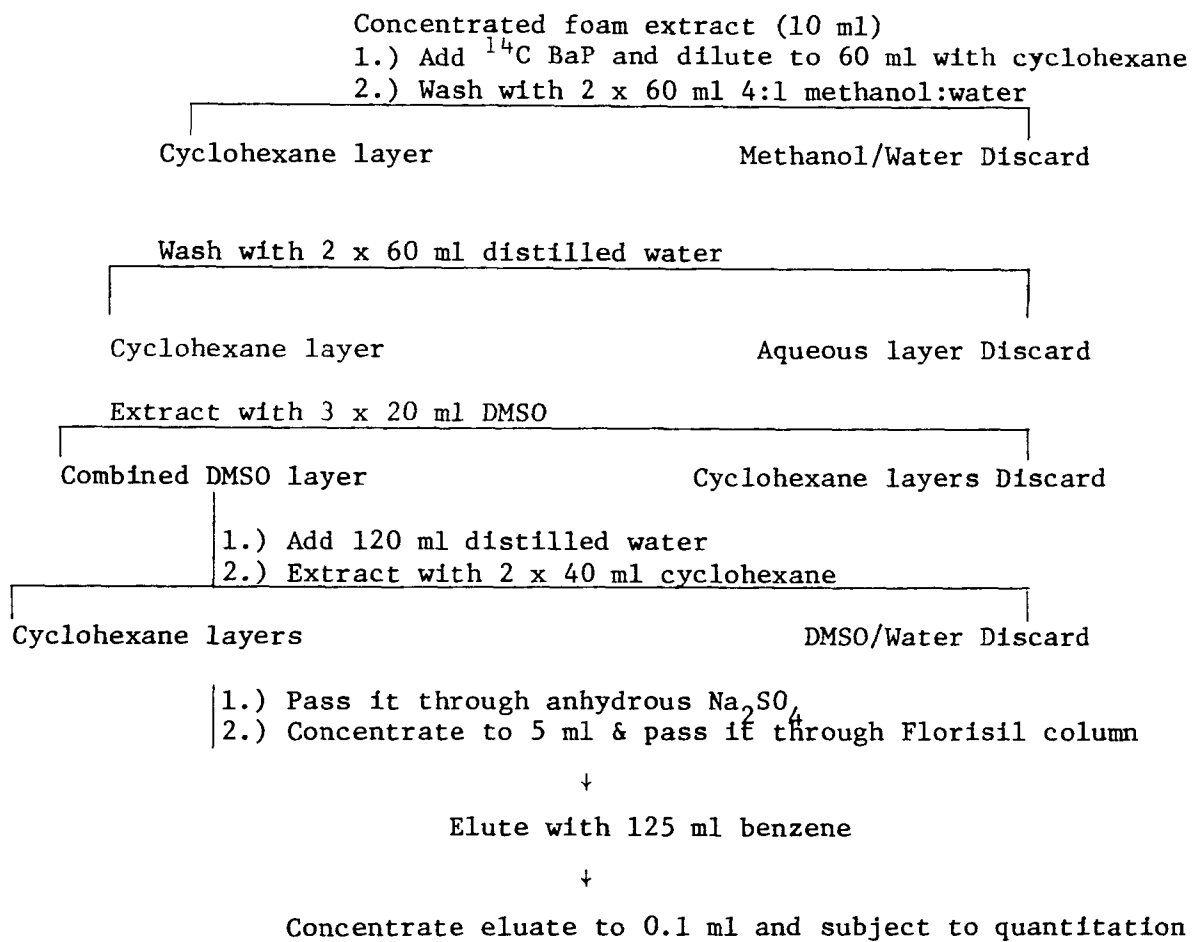 Concentrated foam extract (10 ml)
1.) Add ¹⁴C BaP and dilute to 60 ml with cyclohexane
2.) Wash with 2 x 60 ml 4:1 methanol:water
Cyclohexane layer Methanol/Water Discard
Wash with 2 x 60 ml distilled water
Cyclohexane layer Aqueous layer Discard
Extract with 3 x 20 ml DMSO
Combined DMSO layer Cyclohexane layers Discard
1.) Add 120 ml distilled water
2.) Extract with 2 x 40 ml cyclohexane
Cyclohexane layers DMSO/Water Discard
1.) Pass it through anhydrous Na₂SO₄
2.) Concentrate to 5 ml & pass it through Florisil column
↓
Elute with 125 ml benzene
↓
Concentrate eluate to 0.1 ml and subject to quantitation